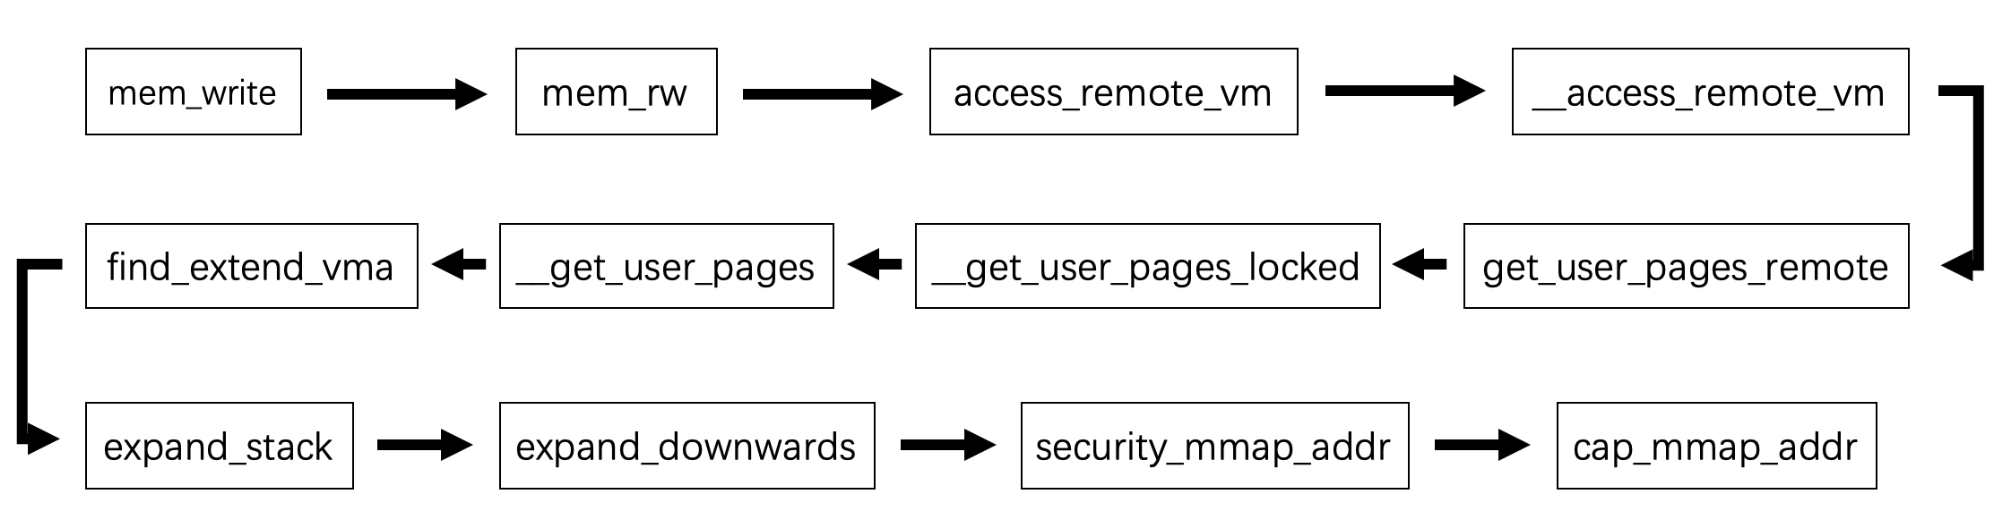 mem_write
mem_rw
access_remote_vm
__access_remote_vm
get_user_pages_remote
__get_user_pages_locked
__get_user_pages
find_extend_vma
expand_stack
expand_downwards
security_mmap_addr
cap_mmap_addr